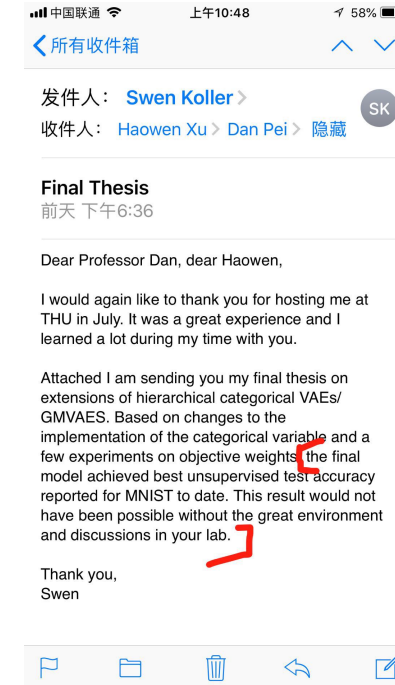 中国联通 上午10:48 58%
所有收件箱
发件人： Swen Koller
SK
收件人： Haowen Xu Dan Pei 隐藏
Final Thesis
前天 下午6:36
Dear Professor Dan, dear Haowen,
I would again like to thank you for hosting me at
THU in July. It was a great experience and I
learned a lot during my time with you.
Attached I am sending you my final thesis on
extensions of hierarchical categorical VAEs/
GMVAES. Based on changes to the
implementation of the categorical variable and a
few experiments on objective weights, the final
model achieved best unsupervised test accuracy
reported for MNIST to date. This result would not
have been possible without the great environment
and discussions in your lab.
Thank you,
Swen